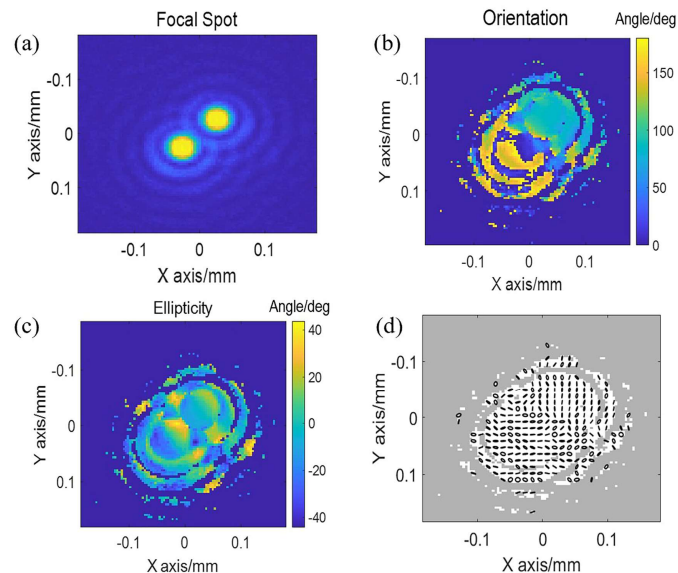 (a)
Focal Spot
-0.1
0
0.1
Y axis/mm
-0.1
0
0.1
X axis/mm
(b)
Orientation
Angle/deg
-0.1
0
0.1
Y axis/mm
-0.1
0
0.1
X axis/mm
150
100
50
0
(c)
Ellipticity
Angle/deg
-0.1
0
0.1
Y axis/mm
-0.1
0
0.1
X axis/mm
40
20
0
-20
-40
(d)
-0.1
0
0.1
Y axis/mm
-0.1
0
0.1
X axis/mm